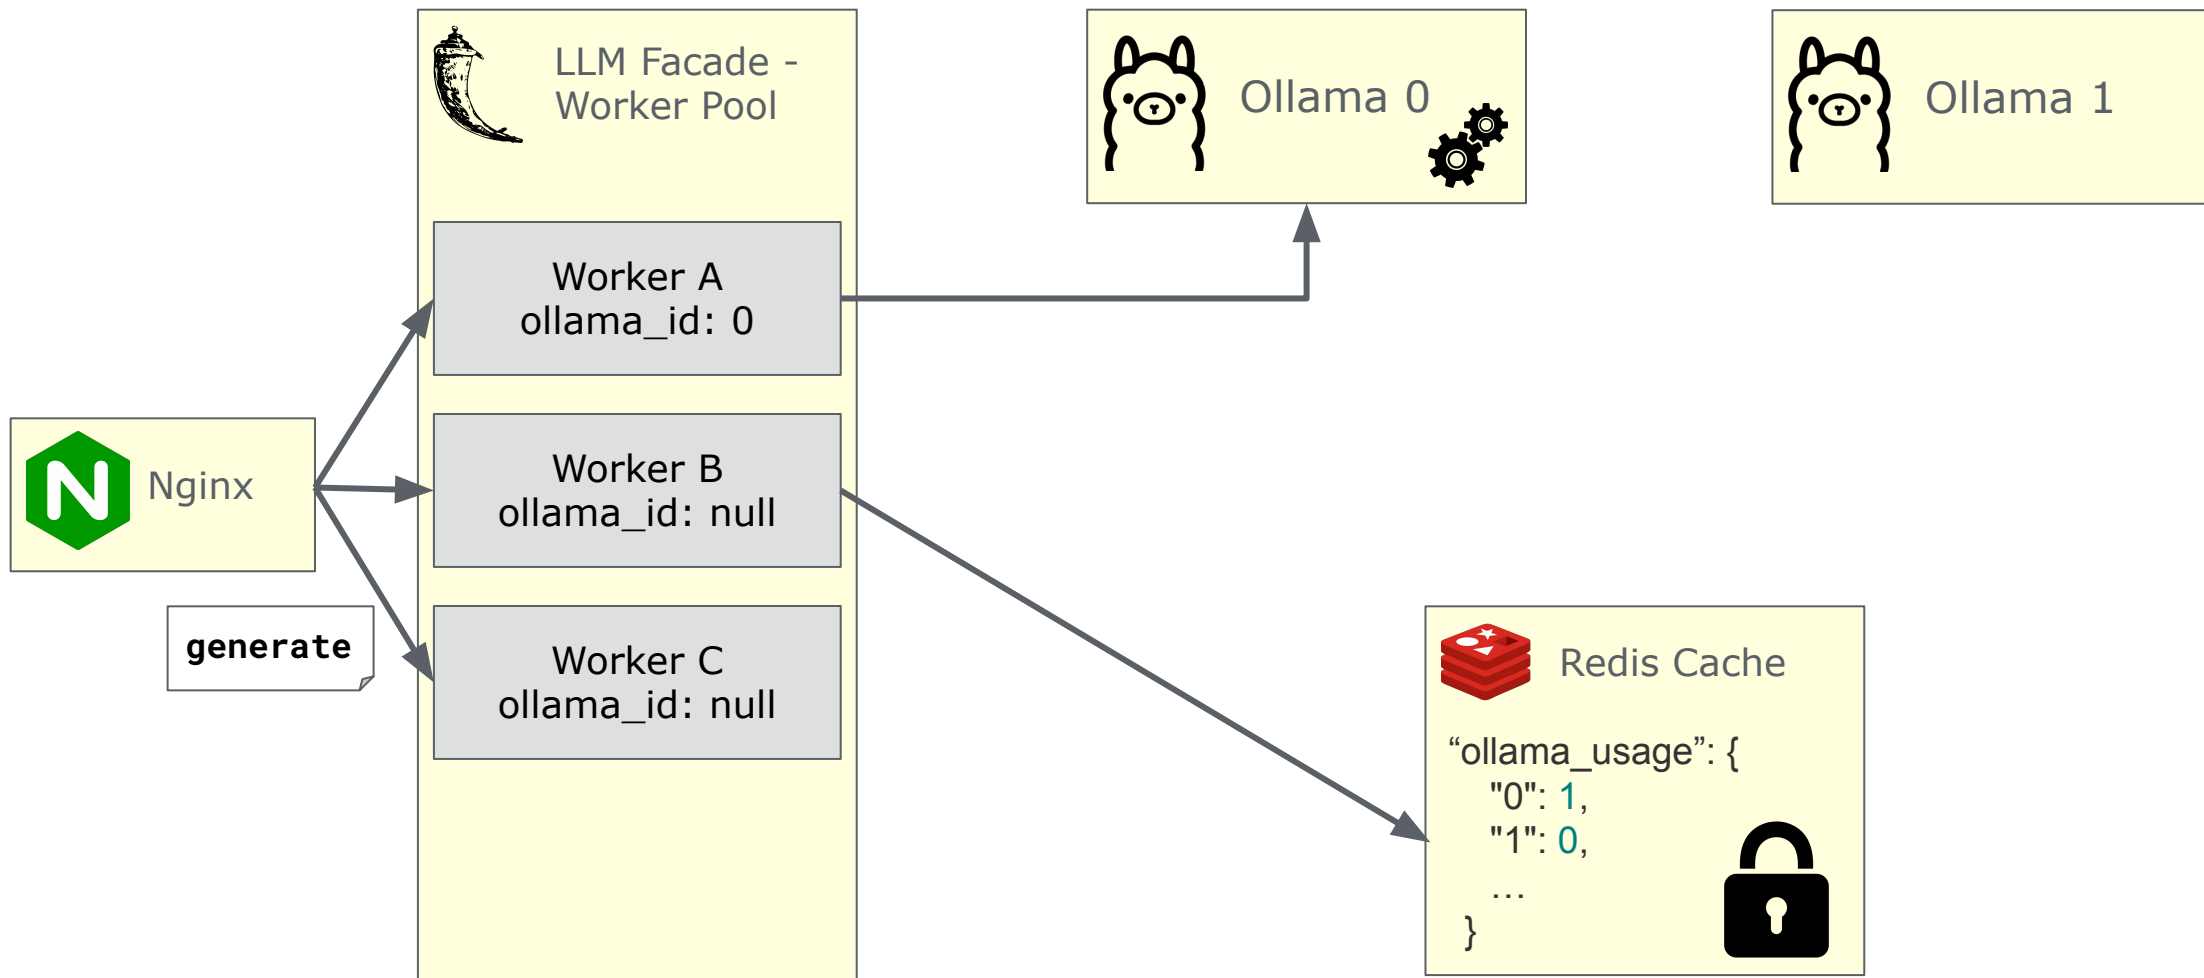 LLM Facade -
Worker Pool
Ollama 0
Ollama 1
Worker A
ollama_id: 0
Nginx
Worker B
ollama_id: null
generate
Worker C
ollama_id: null
Redis Cache
“ollama_usage”: {
"0": 1,
"1": 0,
...
}